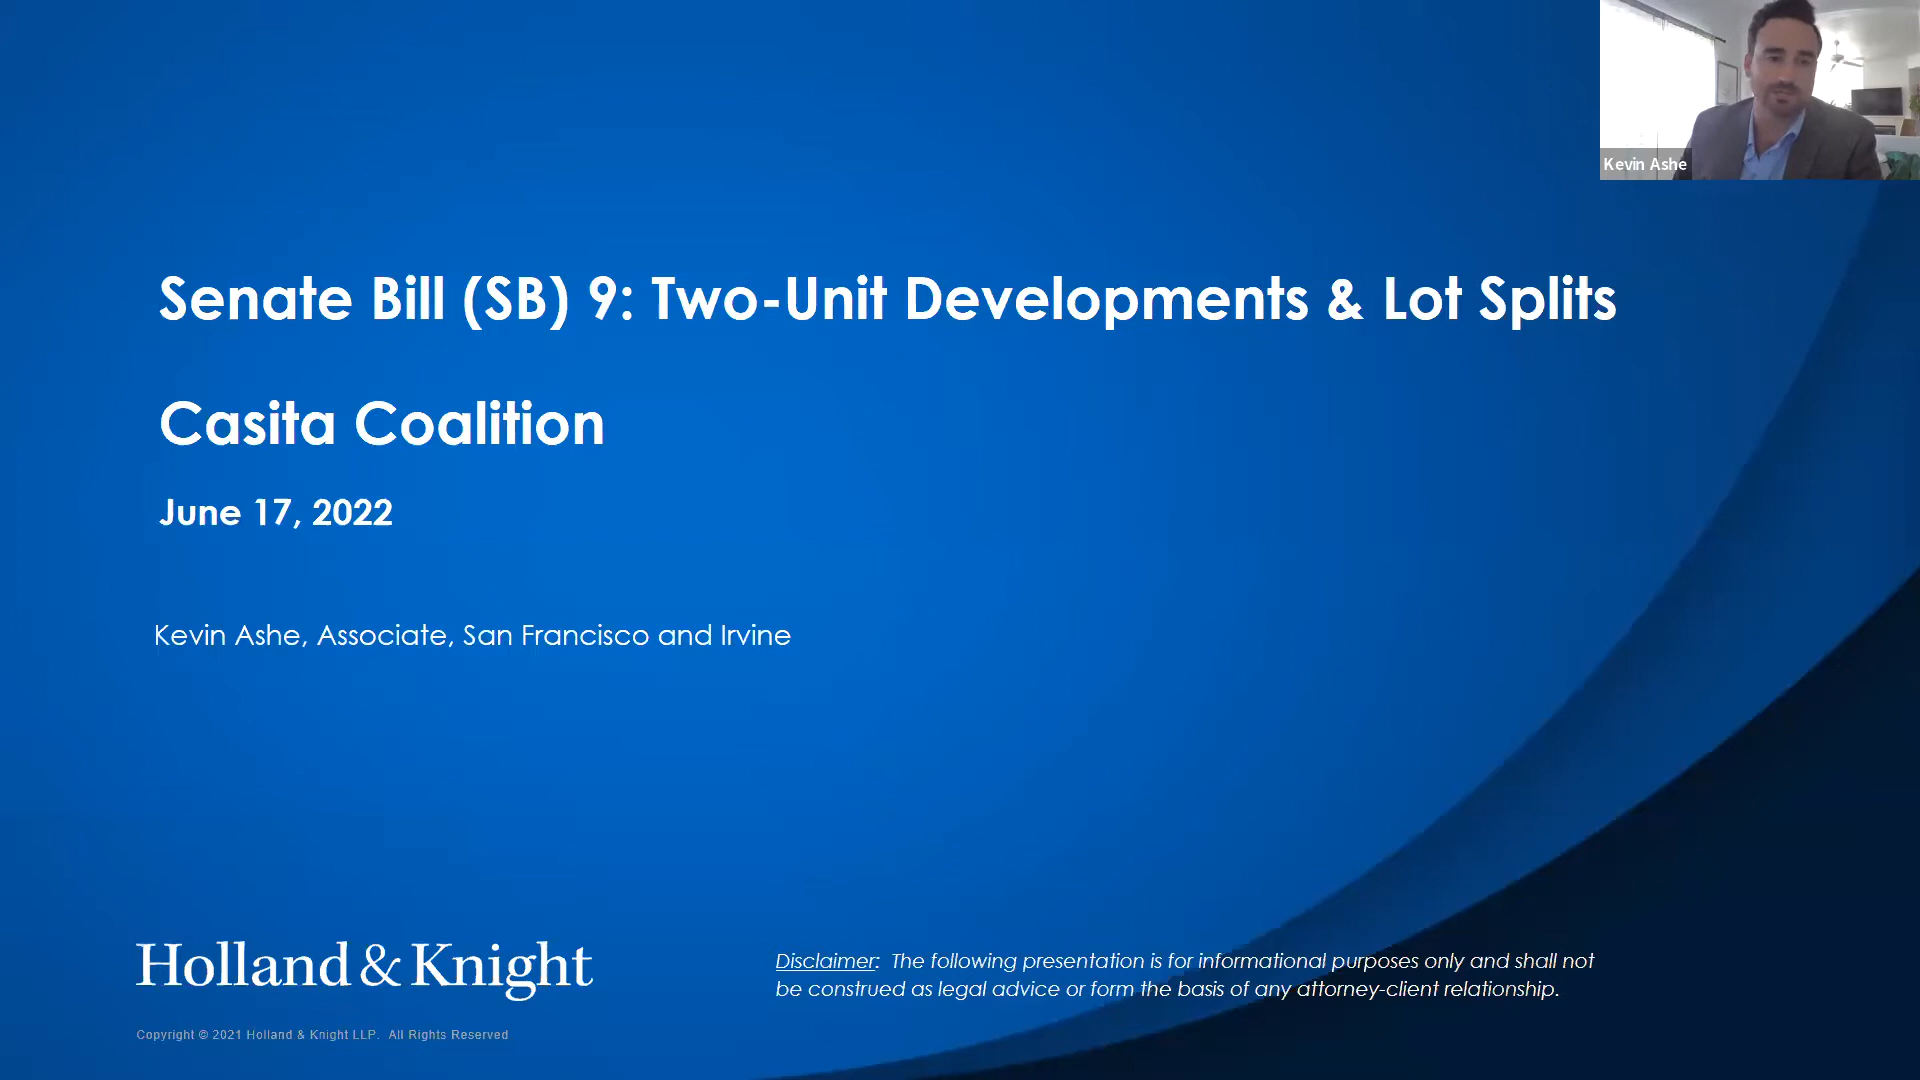 Kevin Ashe
Senate Bill (SB) 9: Two-Unit Developments & Lot Splits
Casita Coalition
June 17, 2022
Kevin Ashe, Associate, San Francisco and Irvine
Holland & Knight
Disclaimer:  The following presentation is for informational purposes only and shall not
be construed as legal advice or form the basis of any attorney-client relationship.
Copyright © 2021 Holland & Knight LLP.  All Rights Reserved